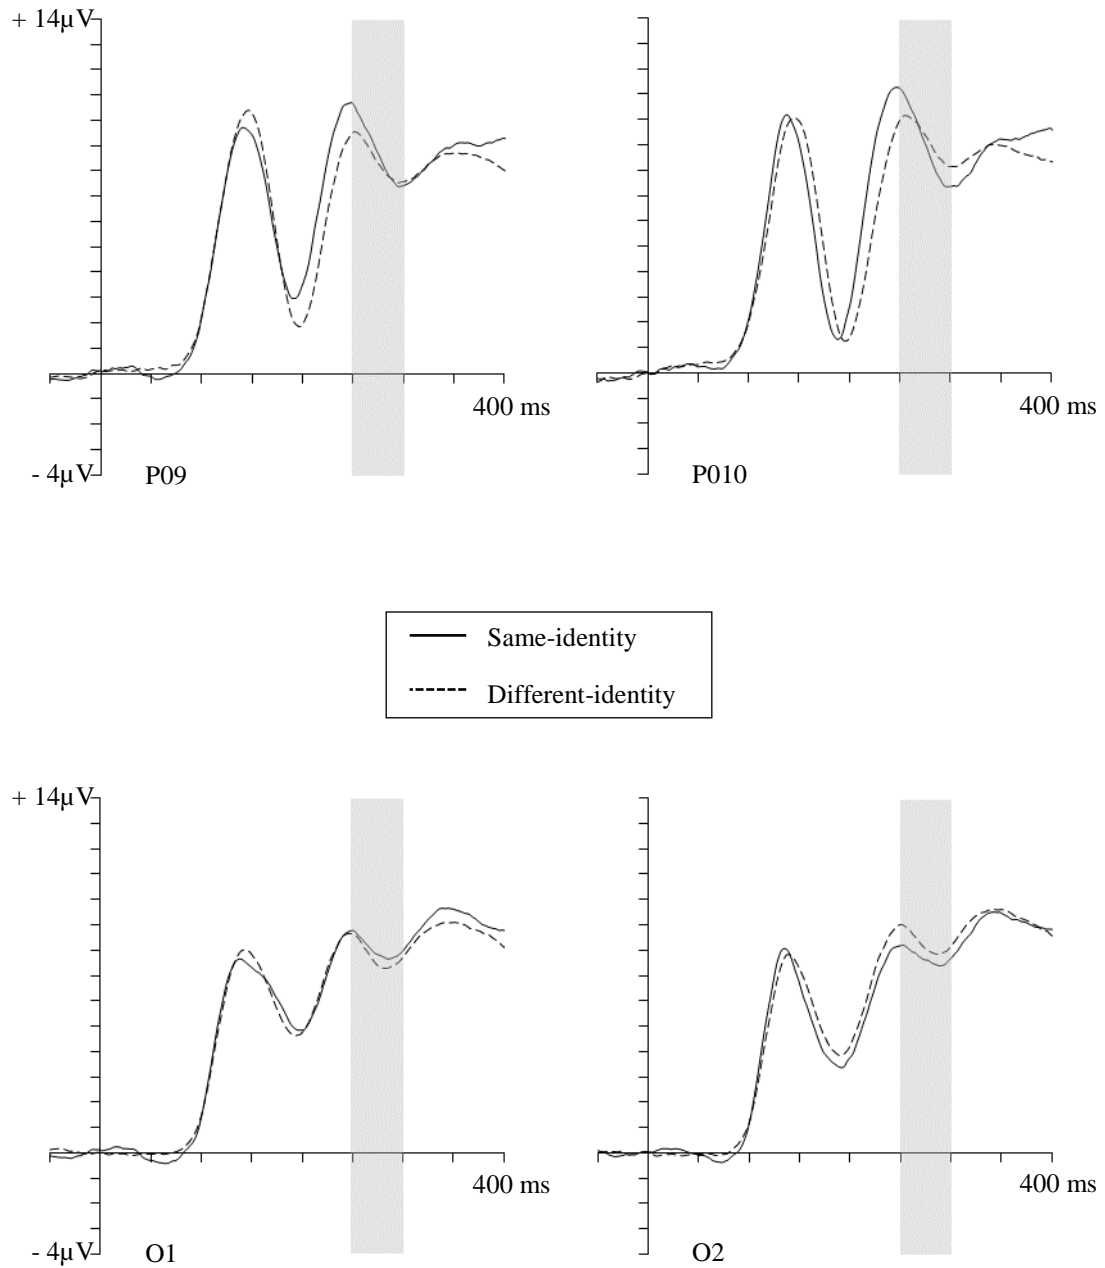 + 14µV
400 ms
400 ms
- 4µV
P09
P010
Same-identity
Different-identity
+ 14µV
400 ms
400 ms
- 4µV
O1
O2